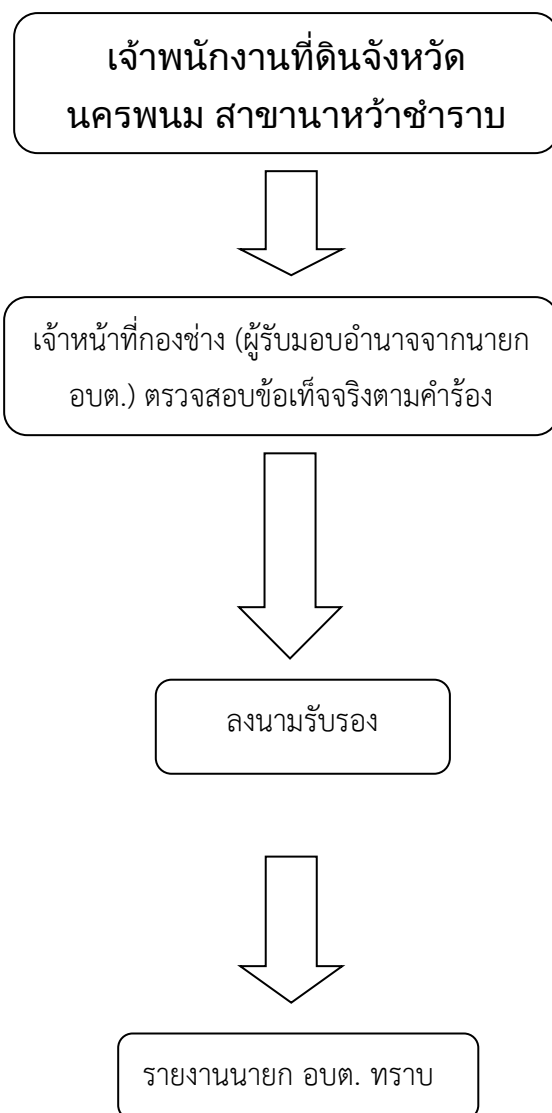 เจ้าพนักงานที่ดินจังหวัด
นครพนม สาขานาหว้าชำราบ
เจ้าหน้าที่กองช่าง (ผู้รับมอบอำนาจจากนายก
อบต.) ตรวจสอบข้อเท็จจริงตามคำร้อง
ลงนามรับรอง
รายงานนายก อบต. ทราบ